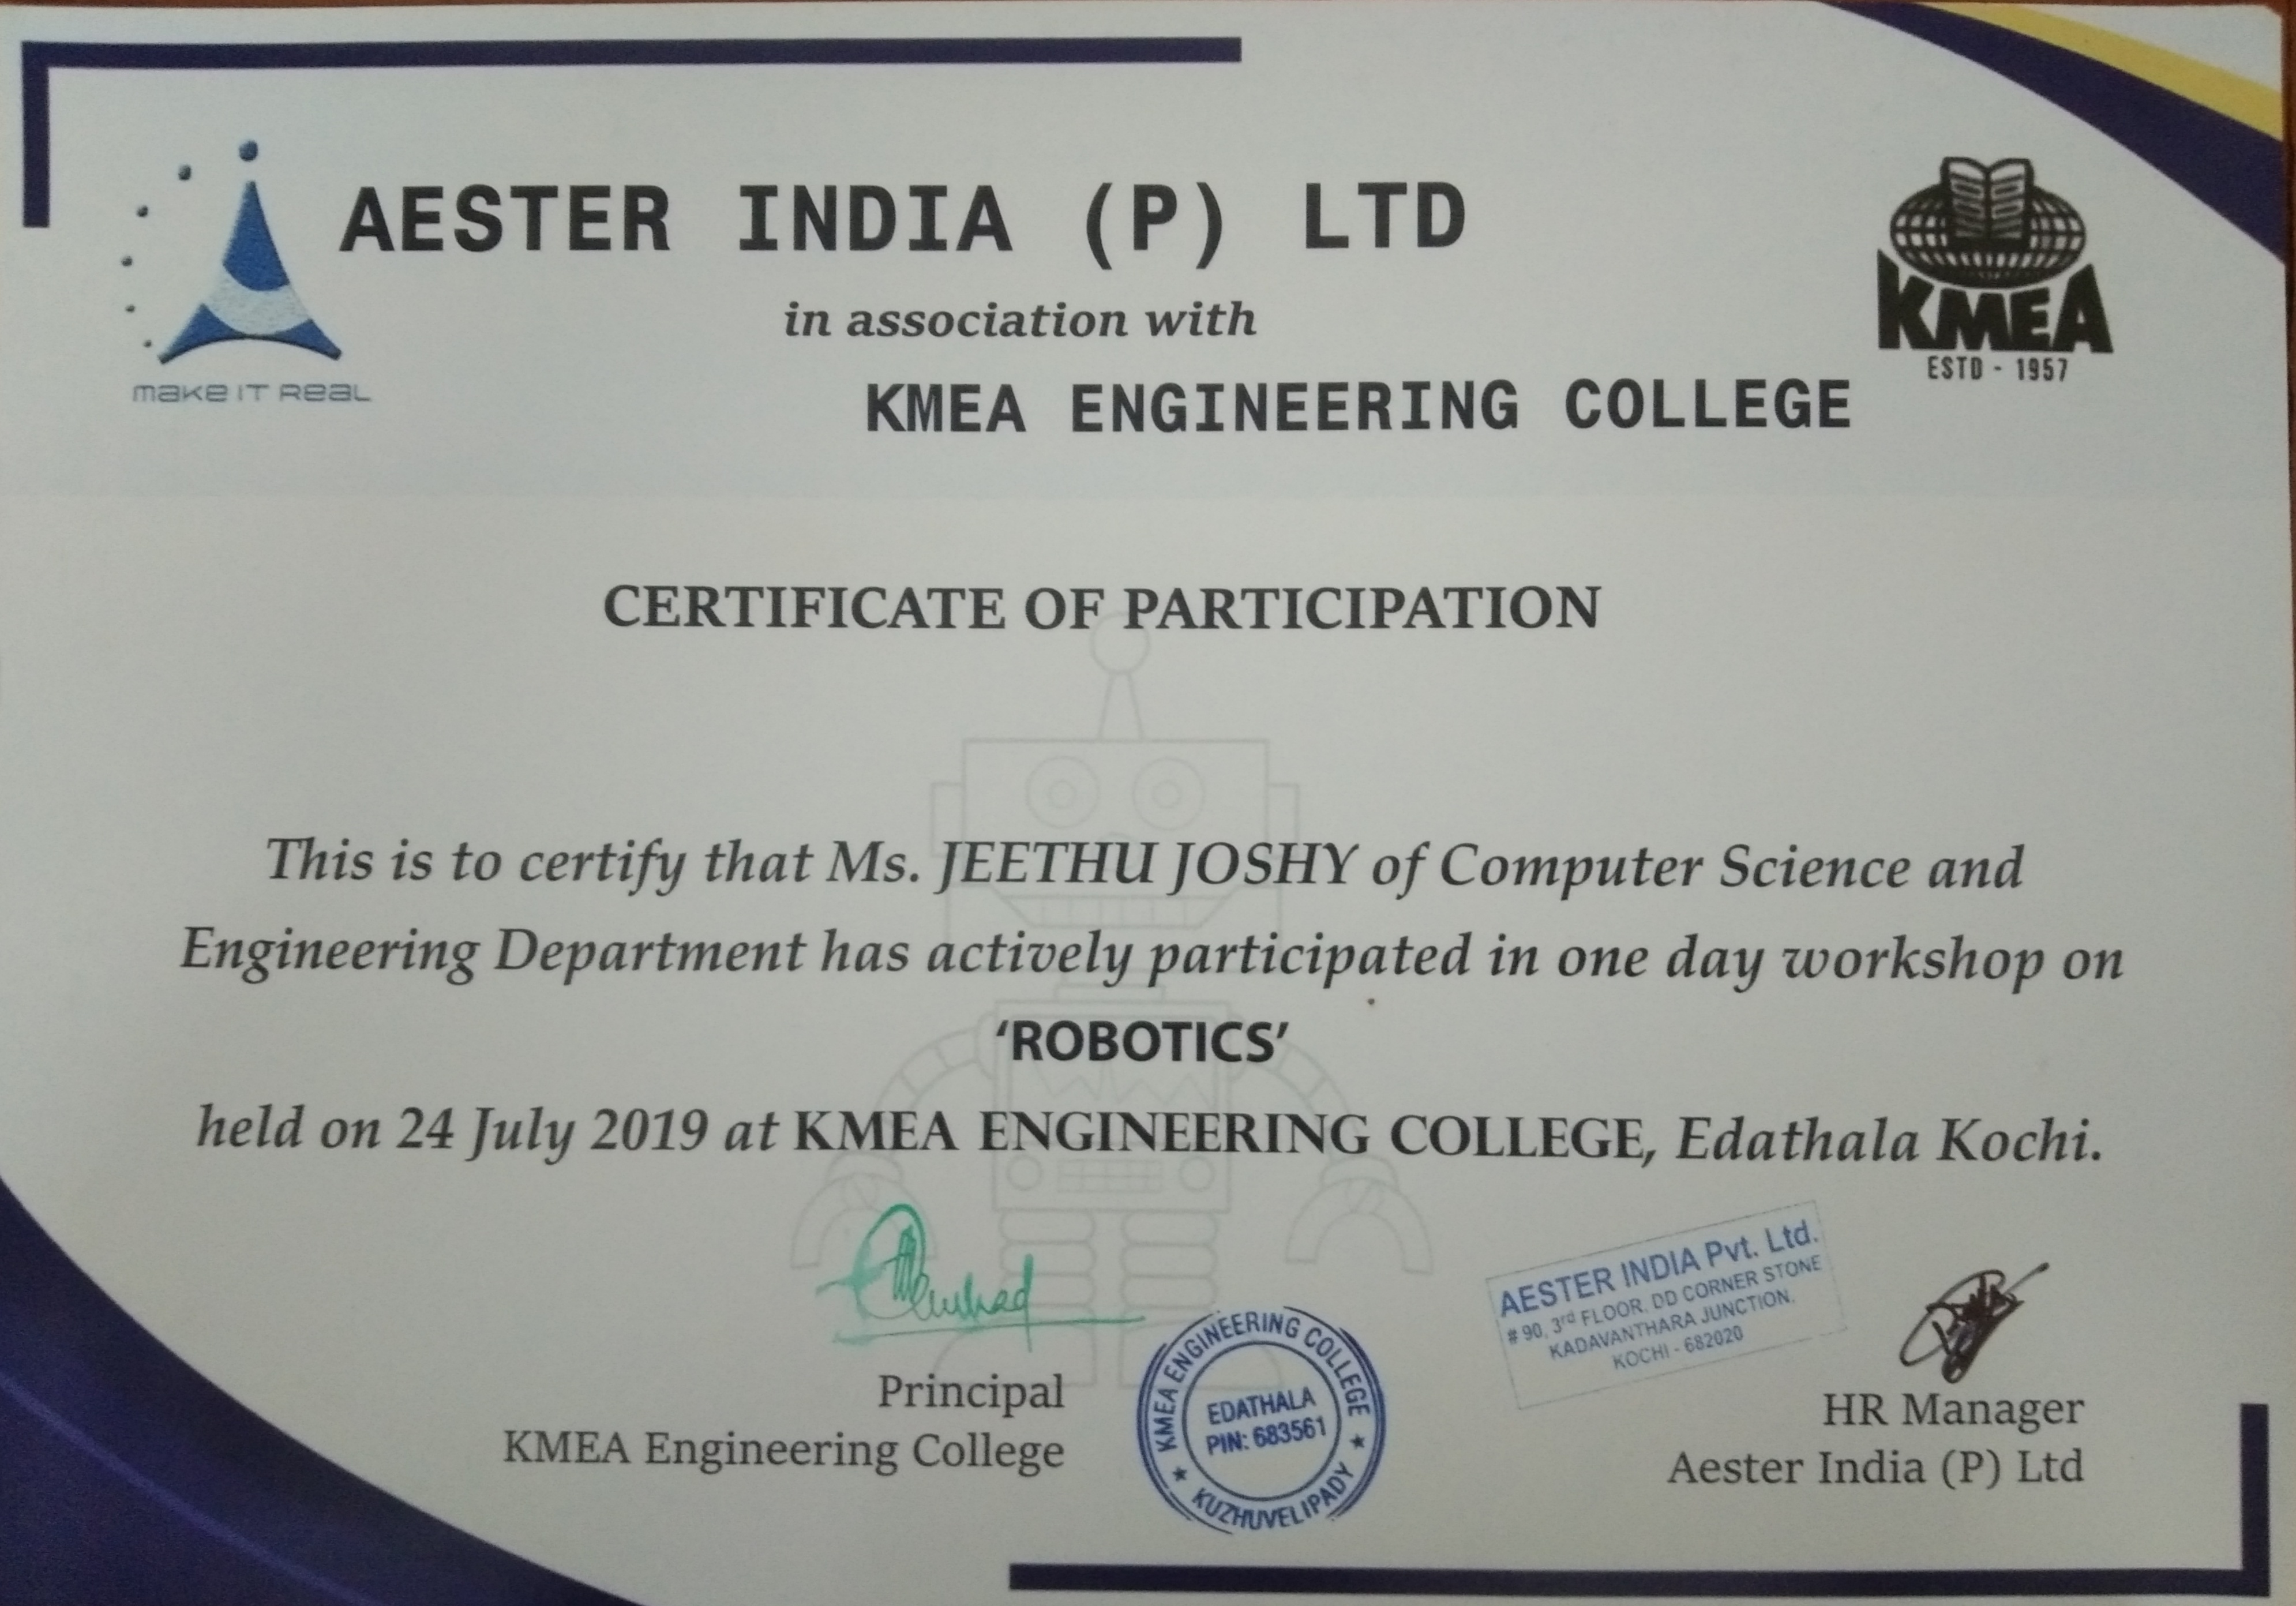 AESTER INDIA (P) LTD
in association with
KMEA ENGINEERING COLLEGE
make IT Real
KMEA
ESTD - 1957
CERTIFICATE OF PARTICIPATION
This is to certify that Ms. JEETHU JOSHY of Computer Science and
Engineering Department has actively participated in one day workshop on
‘ROBOTICS’
held on 24 July 2019 at KMEA ENGINEERING COLLEGE, Edathala Kochi.
Principal
KMEA Engineering College
KMEA ENGINEERING COLLEGE
EDATHALA
PIN: 683561
★ KUZHUVELIPADY ★
AESTER INDIA Pvt. Ltd.
# 90, 3rd FLOOR, DD CORNER STONE
KADAVANTHARA JUNCTION,
KOCHI - 682020
HR Manager
Aester India (P) Ltd